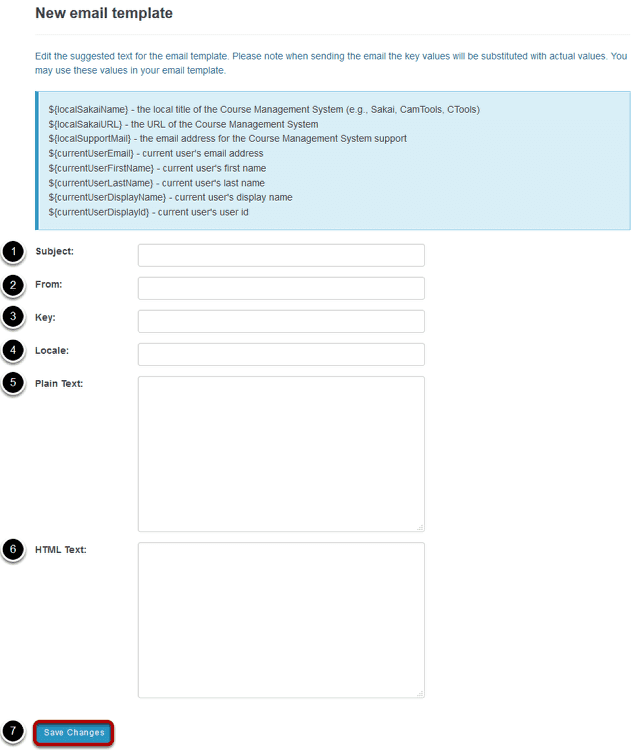 New email template
Edit the suggested text for the email template. Please note when sending the email the key values will be substituted with actual values. You
may use these values in your email template.
${localSakaiName} - the local title of the Course Management System (e.g., Sakai, CamTools, CTools)
${localSakaiURL} - the URL of the Course Management System
${localSupportMail} - the email address for the Course Management System support
${currentUserEmail} - current user's email address
${currentUserFirstName} - current user's first name
${currentUserLastName} - current user's last name
${currentUserDisplayName} - current user's display name
${currentUserDisplayId} - current user's user id
1 Subject:
2 From:
3 Key:
4 Locale:
5 Plain Text:
6 HTML Text:
7 Save Changes